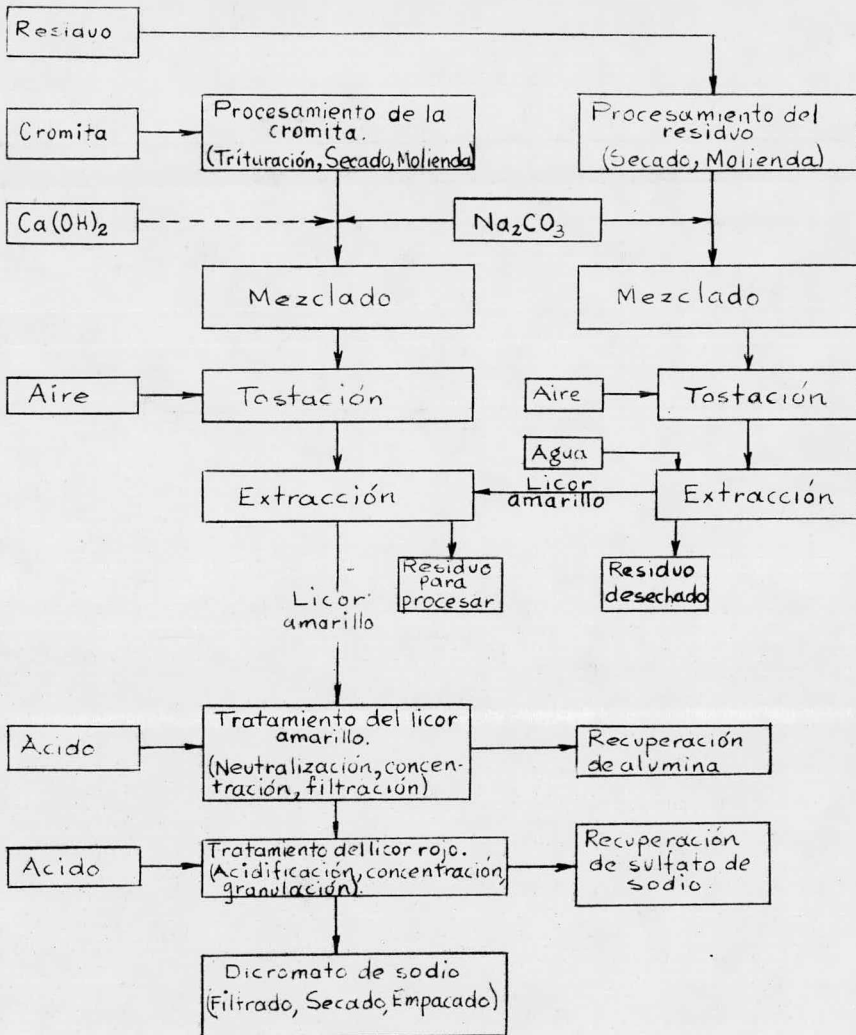 Residuo
Cromita
Procesamiento de la
cromita.
(Trituración, Secado, Molienda)
Procesamiento del
residuo
(Secado, Molienda)
Ca(OH)2
Na2CO3
Mezclado
Mezclado
Aire
Tostación
Aire
Tostación
Agua
Extracción
Licor
amarillo
Extracción
Residuo
para
procesar
Residuo
desechado
Licor
amarillo
Acido
Tratamiento del licor
amarillo.
(Neutralización, concen-
tración, filtración)
Recuperación
de alumina
Acido
Tratamiento del licor rojo.
(Acidificación, concentración,
granulación).
Recuperación
de sulfato de
sodio.
Dicromato de sodio
(Filtrado, Secado, Empacado)